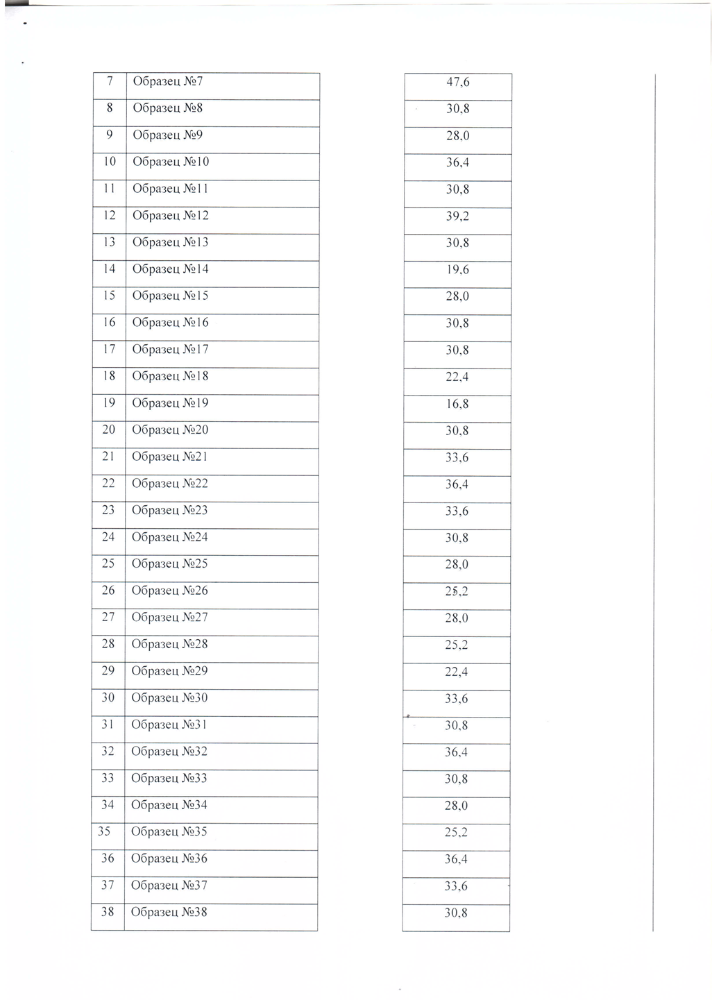 7 Образец №7 47,6
8 Образец №8 30,8
9 Образец №9 28,0
10 Образец №10 36,4
11 Образец №11 30,8
12 Образец №12 39,2
13 Образец №13 30,8
14 Образец №14 19,6
15 Образец №15 28,0
16 Образец №16 30,8
17 Образец №17 30,8
18 Образец №18 22,4
19 Образец №19 16,8
20 Образец №20 30,8
21 Образец №21 33,6
22 Образец №22 36,4
23 Образец №23 33,6
24 Образец №24 30,8
25 Образец №25 28,0
26 Образец №26 25,2
27 Образец №27 28,0
28 Образец №28 25,2
29 Образец №29 22,4
30 Образец №30 33,6
31 Образец №31 30,8
32 Образец №32 36,4
33 Образец №33 30,8
34 Образец №34 28,0
35 Образец №35 25,2
36 Образец №36 36,4
37 Образец №37 33,6
38 Образец №38 30,8